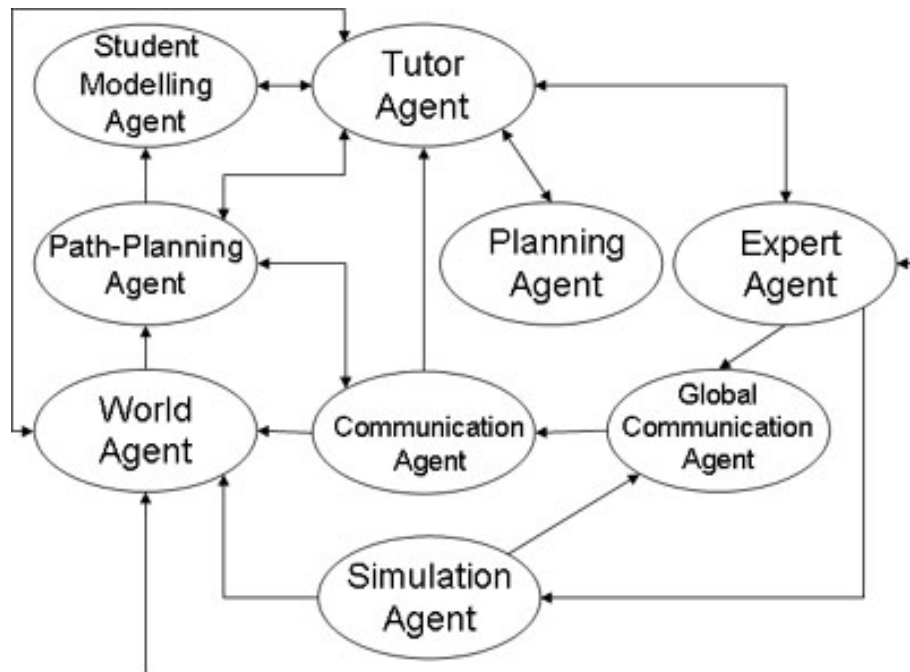 Student
Modelling
Agent
Tutor
Agent
Path-Planning
Agent
Planning
Agent
Expert
Agent
World
Agent
Communication
Agent
Global
Communication
Agent
Simulation
Agent